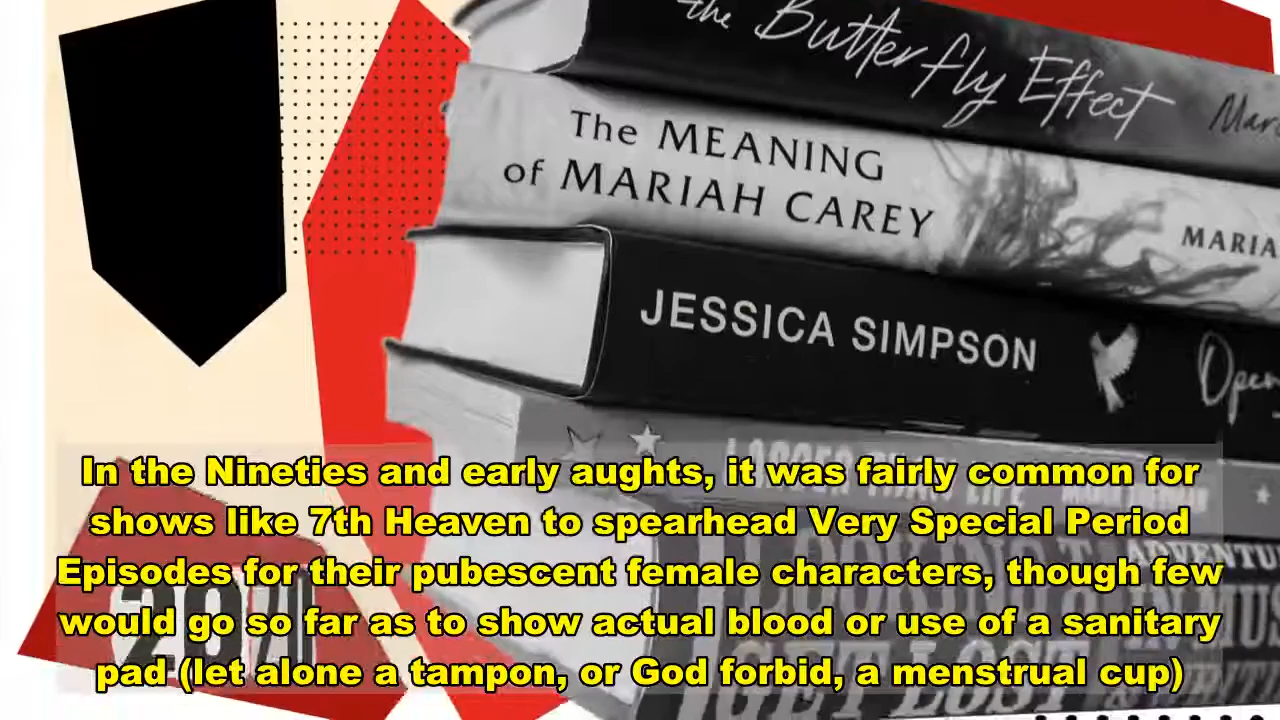 the Butterfly Effect
The MEANING
of MARIAH CAREY
JESSICA SIMPSON
In the Nineties and early aughts, it was fairly common for
shows like 7th Heaven to spearhead Very Special Period
Episodes for their pubescent female characters, though few
would go so far as to show actual blood or use of a sanitary
pad (let alone a tampon, or God forbid, a menstrual cup)
GET LOST